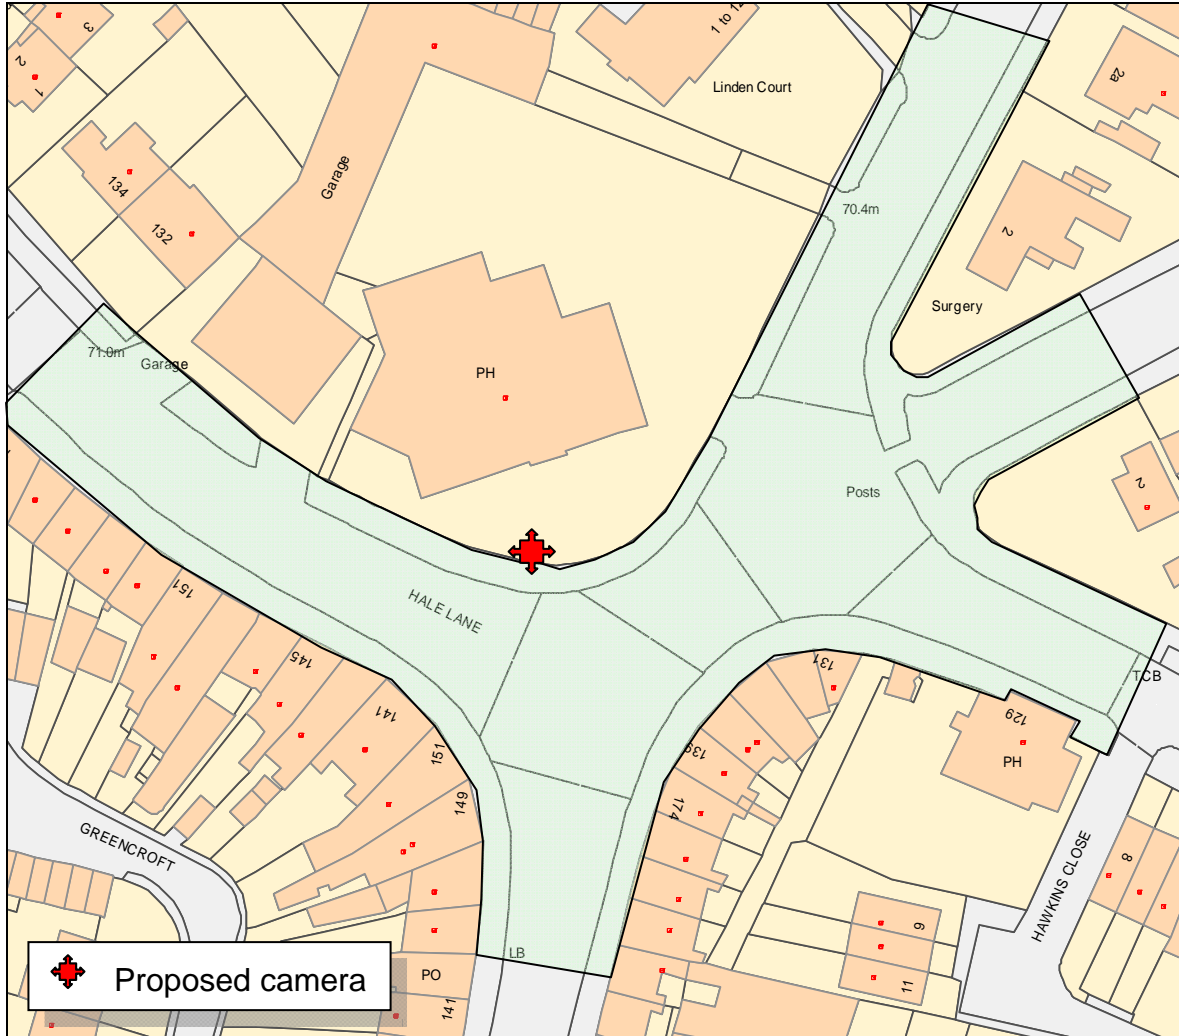 3
2
1
1 to 12
Linden Court
2a
Garage
134
132
70.4m
2
Surgery
71.0m
Garage
PH
2
Posts
HALE LANE
151
145
141
151
149
131
139
174
129
PH
TCB
GREENCROFT
HAWKINS CLOSE
8
9
11
LB
PO
141
Proposed camera